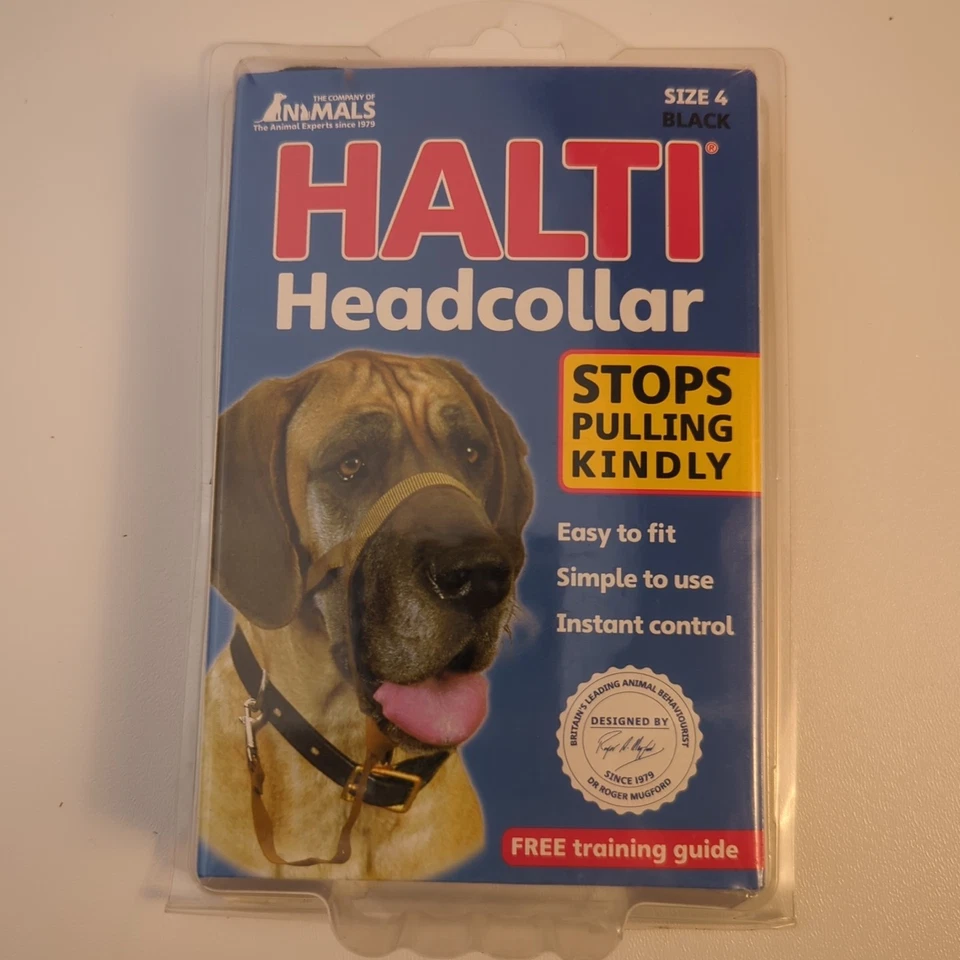 THE COMPANY OF
ANIMALS
The Animal Experts since 1979
SIZE 4
BLACK
HALTI®
Headcollar
STOPS
PULLING
KINDLY
Easy to fit
Simple to use
Instant control
BRITAIN'S LEADING ANIMAL BEHAVIOURIST
DESIGNED BY
SINCE 1979
DR ROGER MUGFORD
FREE training guide